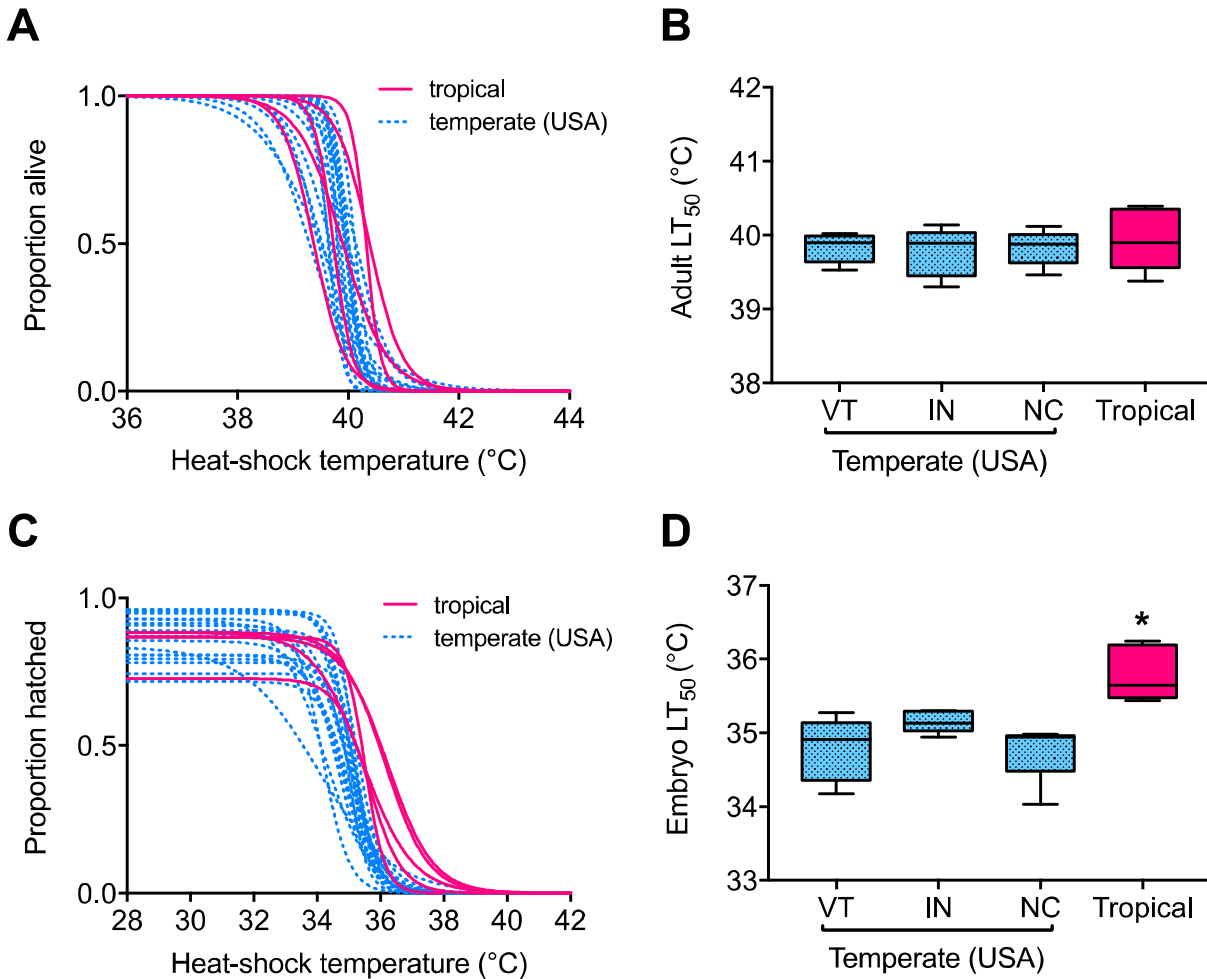 A
tropical
temperate (USA)
Proportion alive
1.0
0.5
0.0
36 38 40 42 44
Heat-shock temperature (°C)
B
Adult LT50 (°C)
42
41
40
39
38
VT IN NC Tropical
Temperate (USA)
C
tropical
temperate (USA)
Proportion hatched
1.0
0.5
0.0
28 30 32 34 36 38 40 42
Heat-shock temperature (°C)
D
Embryo LT50 (°C)
37
36
35
34
33
*
VT IN NC Tropical
Temperate (USA)